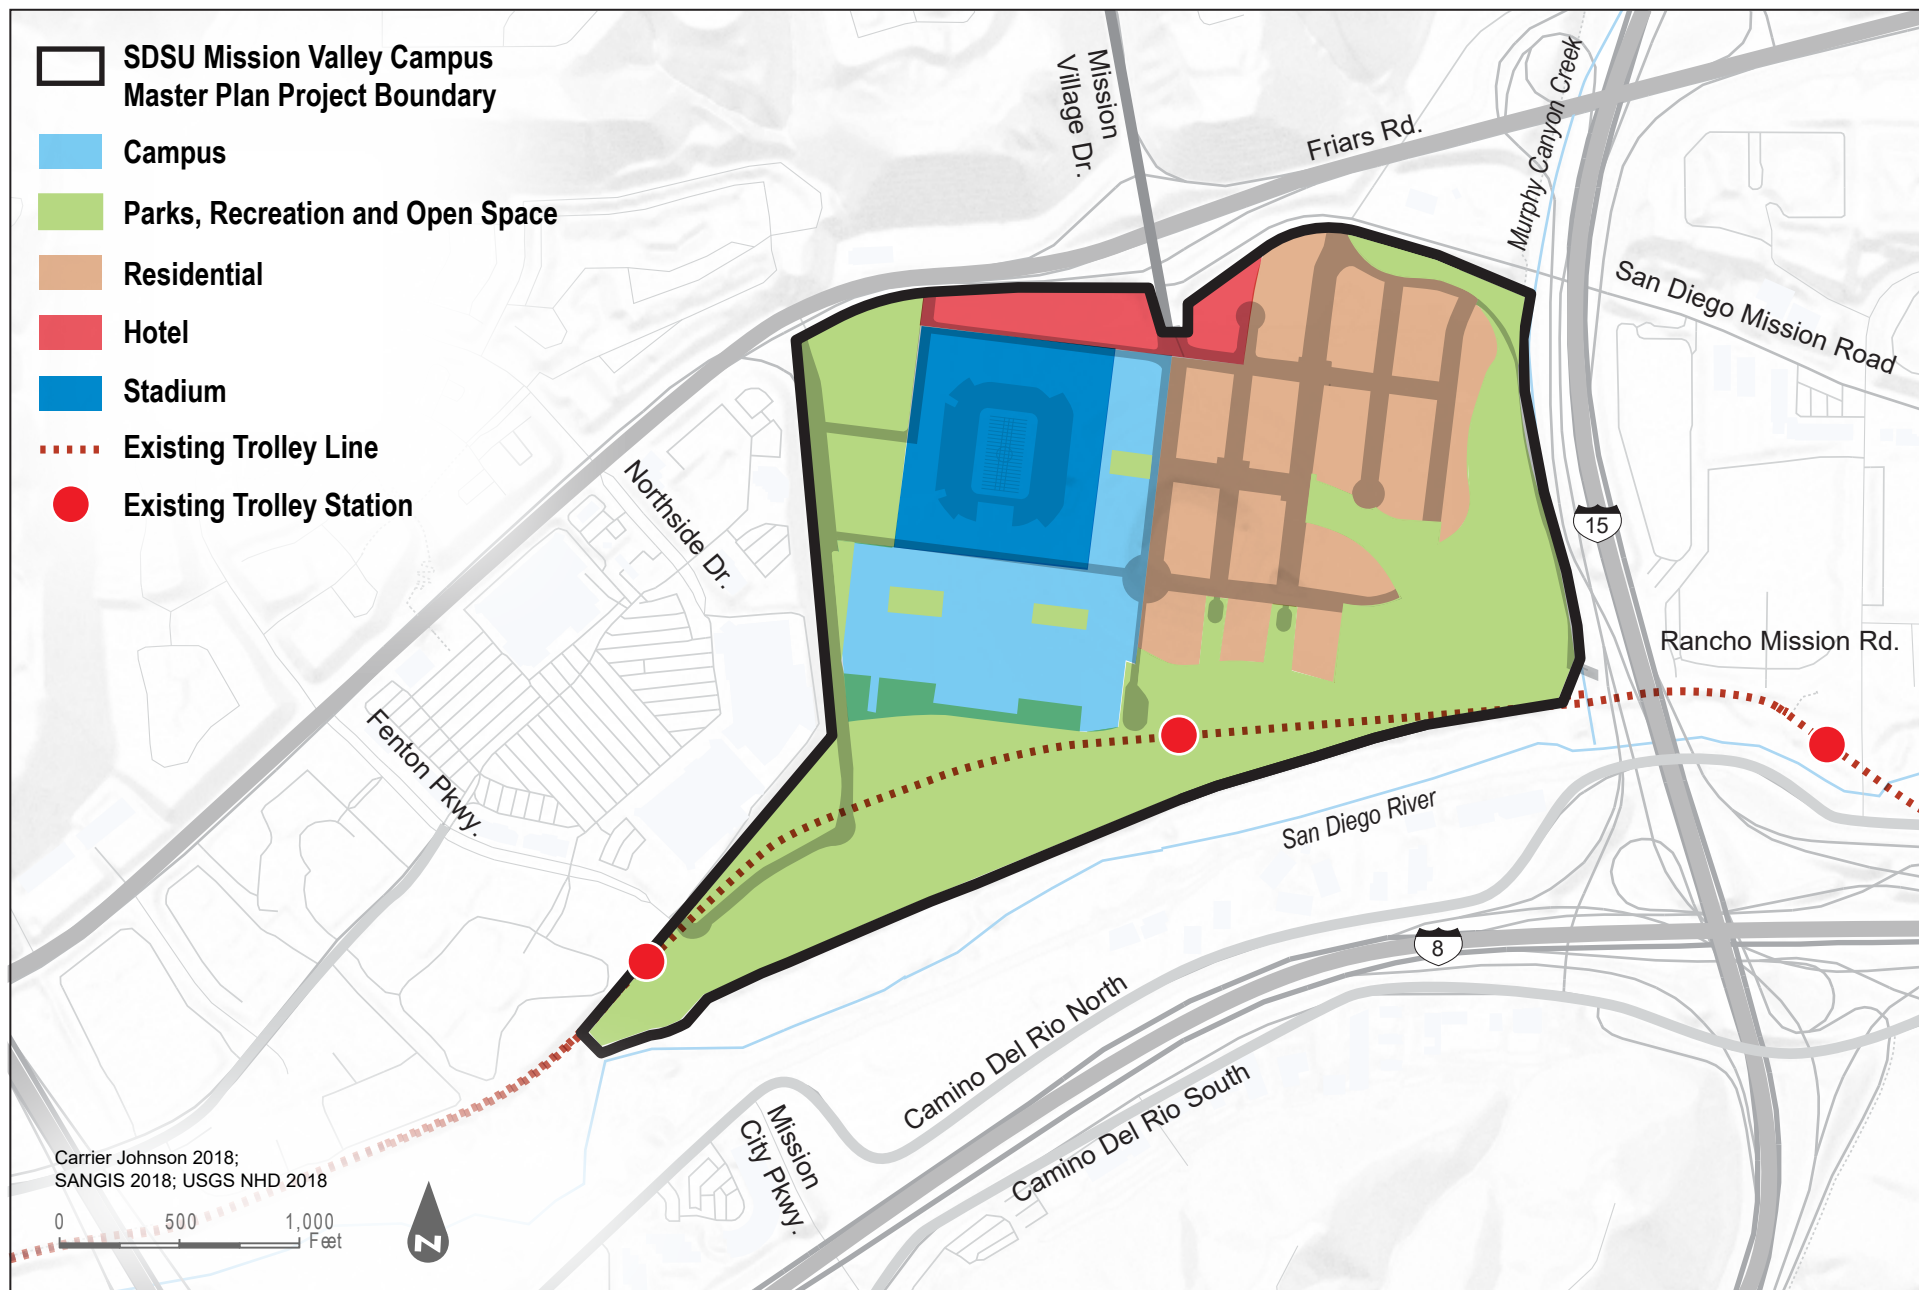 SDSU Mission Valley Campus
Master Plan Project Boundary
Campus
Parks, Recreation and Open Space
Residential
Hotel
Stadium
Existing Trolley Line
Existing Trolley Station
Mission
Village Dr.
Friars Rd.
Murphy Canyon Creek
San Diego Mission Road
Northside Dr.
15
Rancho Mission Rd.
Fenton Pkwy.
San Diego River
8
Camino Del Rio North
Camino Del Rio South
Mission
City Pkwy.
Carrier Johnson 2018;
SANGIS 2018; USGS NHD 2018
0 500 1,000
Feet
N